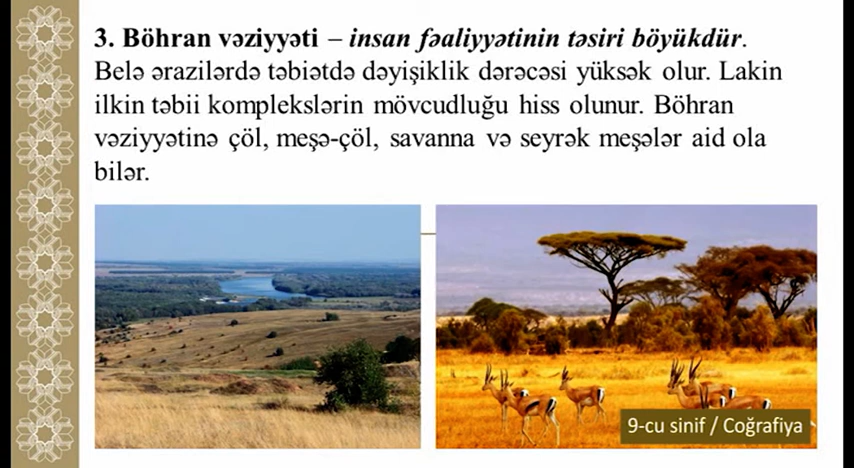 3. Böhran vəziyyəti – insan fəaliyyətinin təsiri böyükdür.
Belə ərazilərdə təbiətdə dəyişiklik dərəcəsi yüksək olur. Lakin
ilkin təbii komplekslərin mövcudluğu hiss olunur. Böhran
vəziyyətinə çöl, meşə-çöl, savanna və seyrək meşələr aid ola
bilər.
9-cu sinif / Coğrafiya